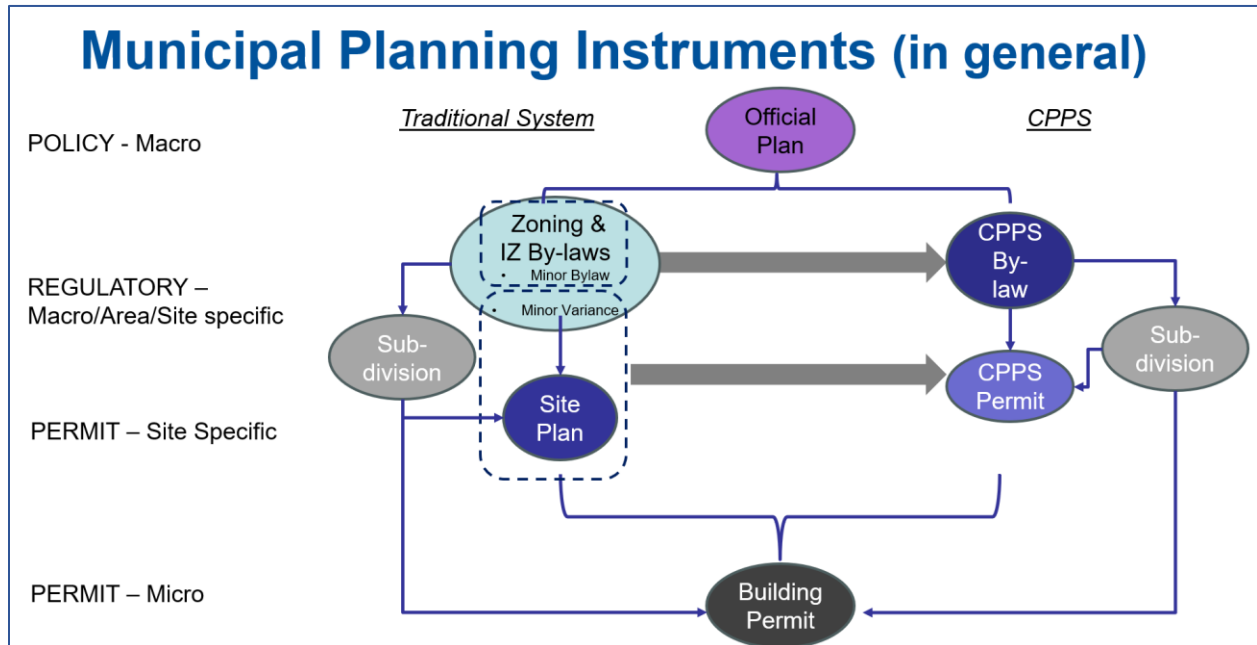 Municipal Planning Instruments (in general)
Traditional System
CPPS
POLICY - Macro
Official
Plan
Zoning &
IZ By-laws
• Minor Bylaw
• Minor Variance
CPPS
By-
law
REGULATORY –
Macro/Area/Site specific
Sub-
division
Sub-
division
CPPS
Permit
Site
Plan
PERMIT – Site Specific
PERMIT – Micro
Building
Permit